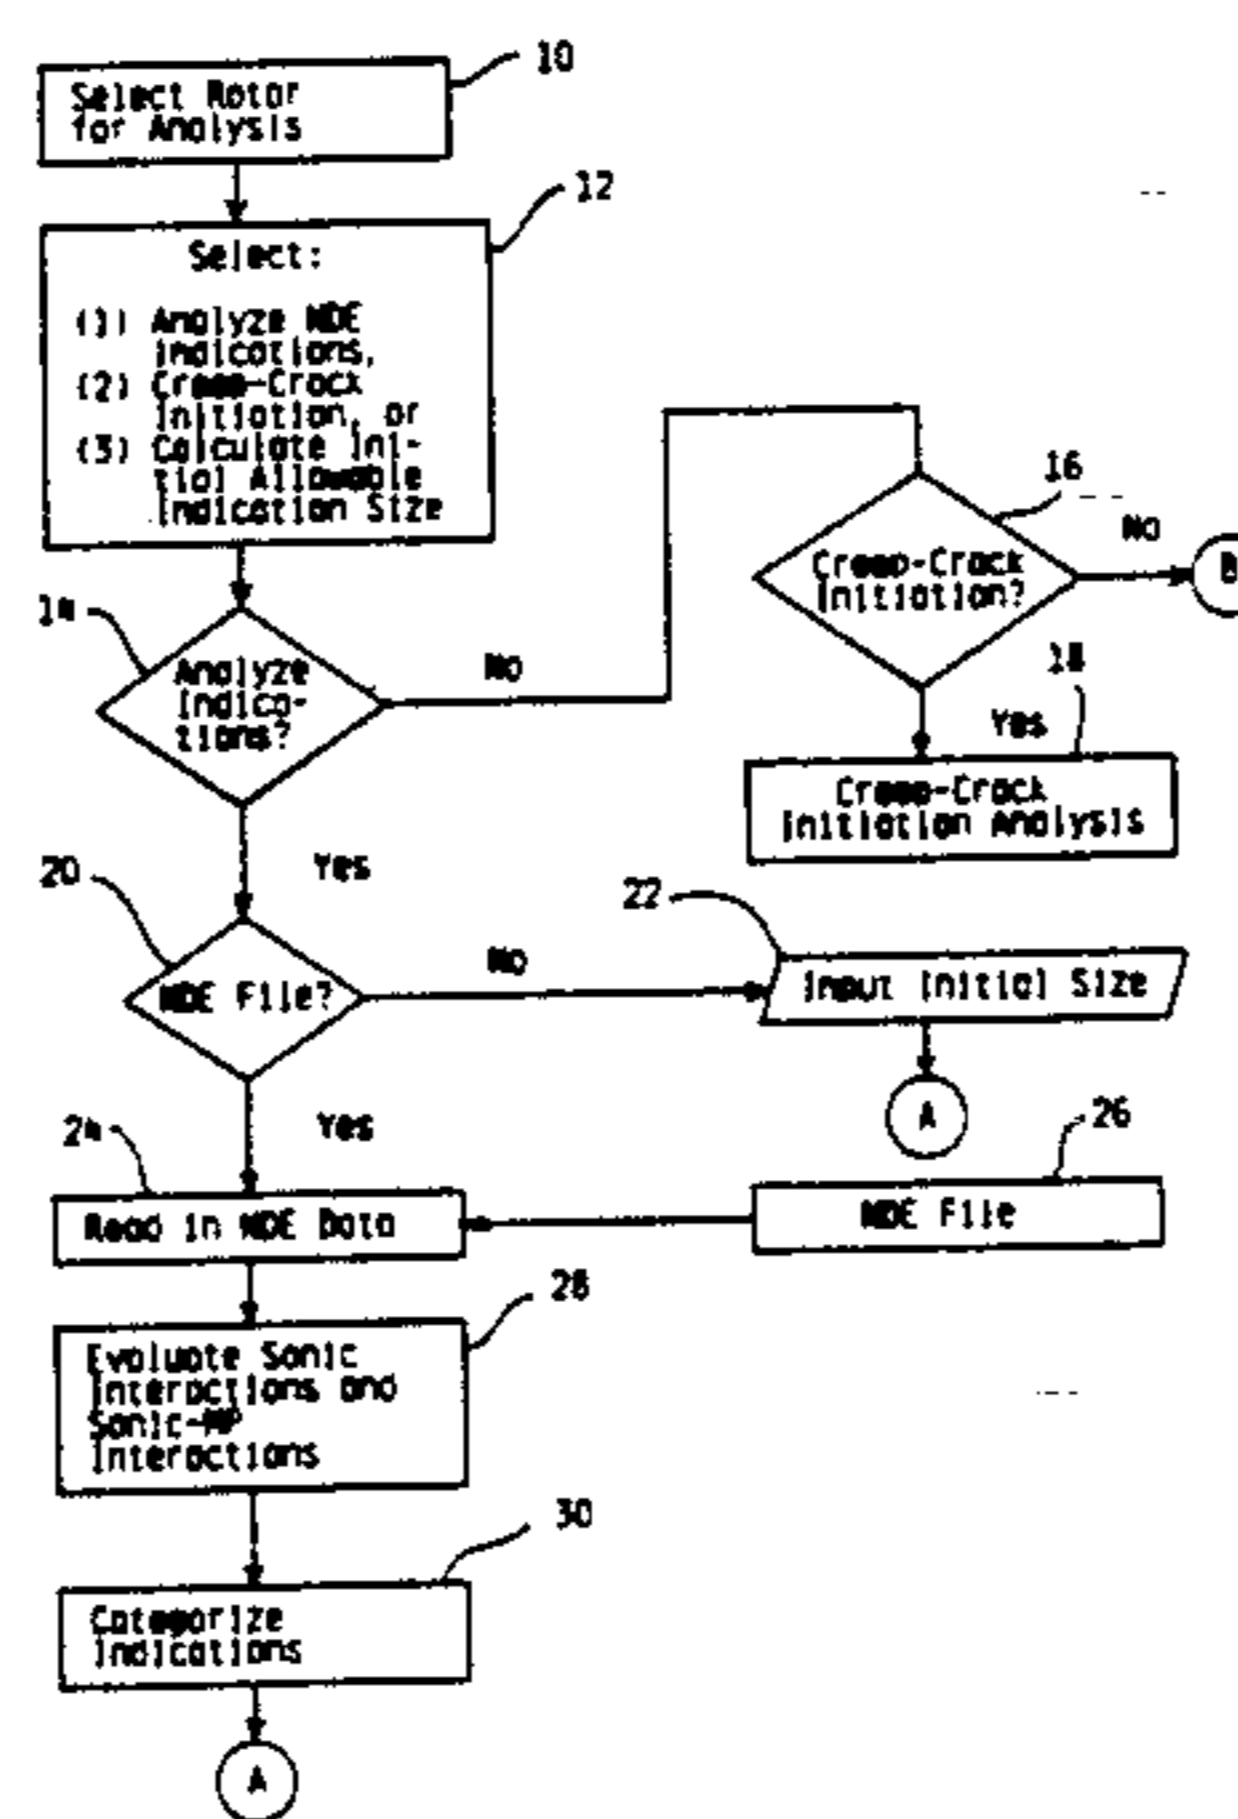 10
Select Rotor
for Analysis
12
Select:
(1) Analyze NDE
Indications,
(2) Creep-Crack
Initiation, or
(3) Calculate Ini-
tial Allowable
Indication Size
14
Analyze
Indica-
tions?
No
16
Creep-Crack
Initiation?
No
B
Yes
18
Creep-Crack
Initiation Analysis
Yes
20
NDE File?
No
22
Input Initial Size
A
Yes
24
Read in NDE Data
26
NDE File
28
Evaluate Sonic
Interactions and
Sonic-MP
Interactions
30
Categorize
Indications
A